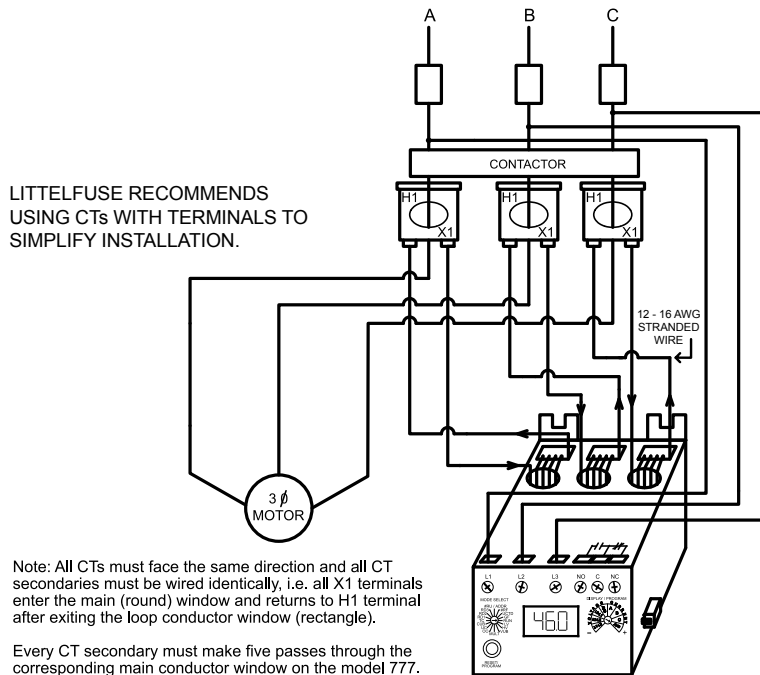 A B C
CONTACTOR
LITTELFUSE RECOMMENDS
USING CTs WITH TERMINALS TO
SIMPLIFY INSTALLATION.
H1 H1 H1
X1 X1 X1
12 - 16 AWG
STRANDED
WIRE
3 ϕ
MOTOR
Note: All CTs must face the same direction and all CT
secondaries must be wired identically, i.e. all X1 terminals
enter the main (round) window and returns to H1 terminal
after exiting the loop conductor window (rectangle).
Every CT secondary must make five passes through the
corresponding main conductor window on the model 777.
L1 L2 L3 NO C NC
MODE SELECT
DISPLAY / PROGRAM
46.0
- +
RESET/
PROGRAM